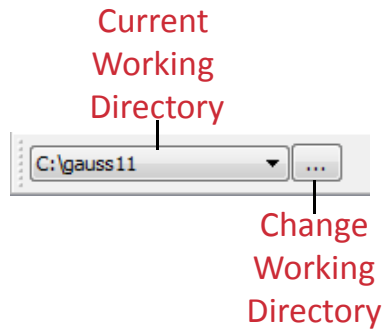 Current
Working
Directory
C:\gauss11
...
Change
Working
Directory